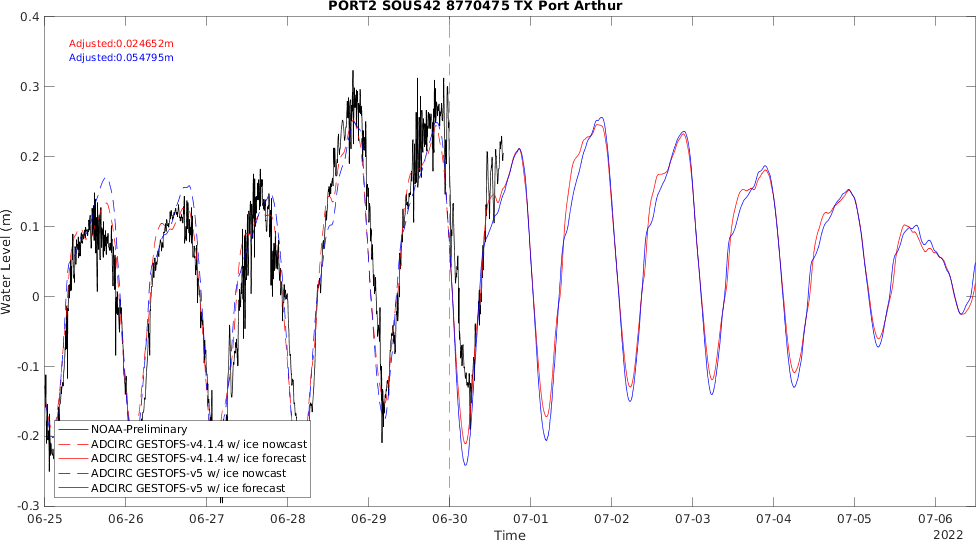 PORT2 SOUS42 8770475 TX Port Arthur
Adjusted:0.024652m
Adjusted:0.054795m
0.4
0.3
0.2
0.1
0
-0.1
-0.2
-0.3
Water Level (m)
NOAA-Preliminary
ADCIRC GESTOFS-v4.1.4 w/ ice nowcast
ADCIRC GESTOFS-v4.1.4 w/ ice forecast
ADCIRC GESTOFS-v5 w/ ice nowcast
ADCIRC GESTOFS-v5 w/ ice forecast
06-25 06-26 06-27 06-28 06-29 06-30 07-01 07-02 07-03 07-04 07-05 07-06
Time
2022